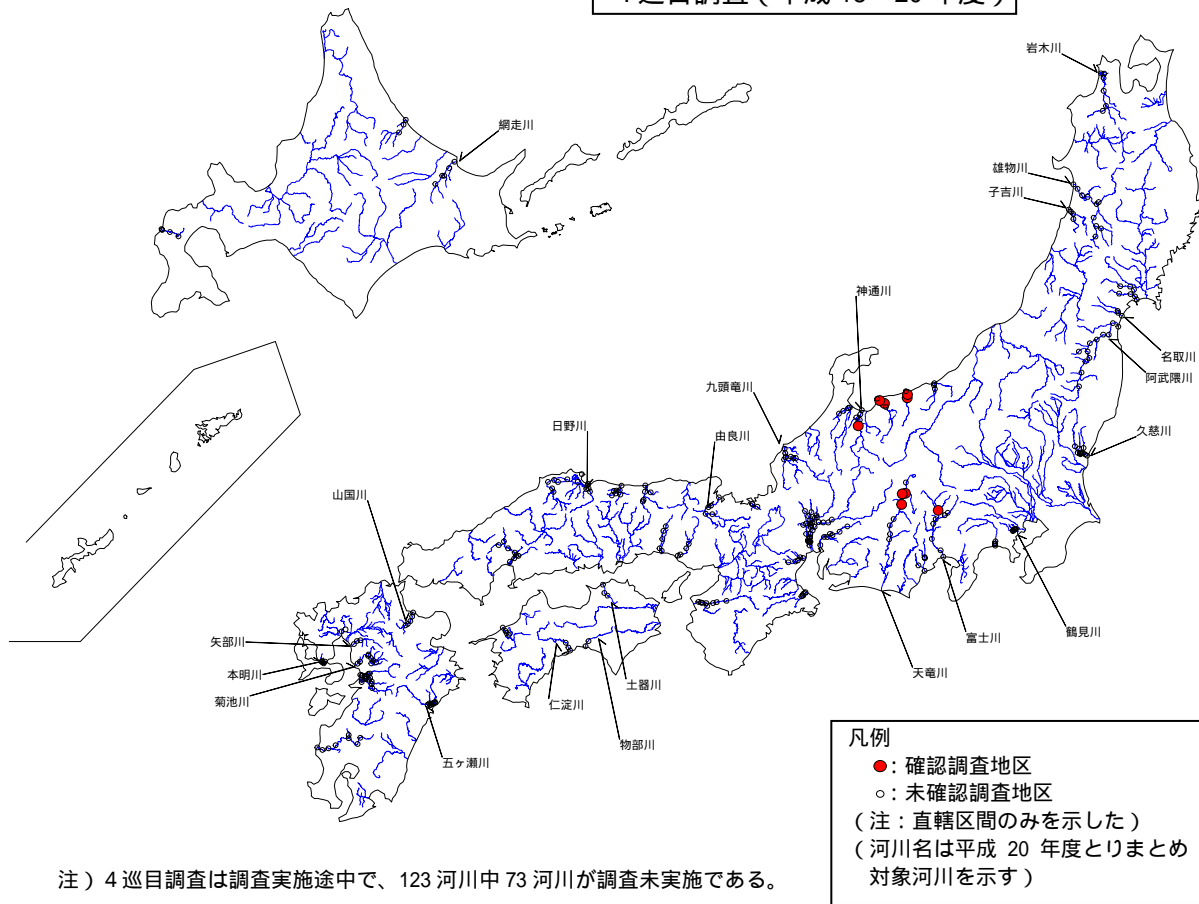 岩木川
網走川
雄物川
子吉川
神通川
名取川
阿武隈川
九頭竜川
久慈川
日野川
由良川
山国川
矢部川
本明川
菊池川
五ヶ瀬川
仁淀川
土器川
物部川
天竜川
富士川
鶴見川
凡例
●：確認調査地区
○：未確認調査地区
（注：直轄区間のみを示した）
（河川名は平成 20 年度とりまとめ
対象河川を示す）
注）４巡目調査は調査実施途中で、123 河川中 73 河川が調査未実施である。